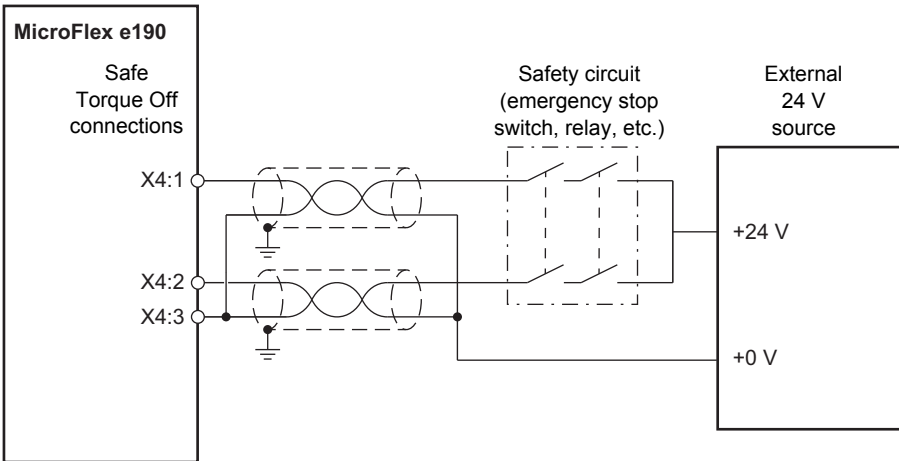 MicroFlex e190
Safe
Torque Off
connections
Safety circuit
(emergency stop
switch, relay, etc.)
External
24 V
source
X4:1
+24 V
X4:2
X4:3
+0 V